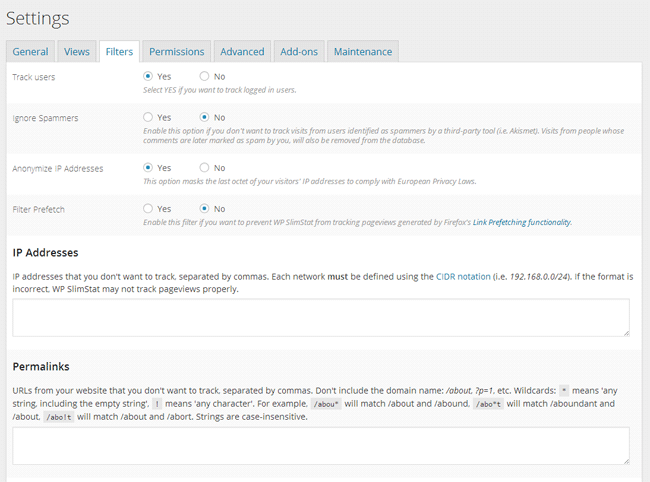 Settings
General Views Filters Permissions Advanced Add-ons Maintenance
Track users Yes No
Select YES if you want to track logged in users.
Ignore Spammers Yes No
Enable this option if you don't want to track visits from users identified as spammers by a third-party tool (i.e. Akismet). Visits from people whose
comments are later marked as spam by you, will also be removed from the database.
Anonymize IP Addresses Yes No
This option masks the last octet of your visitors' IP addresses to comply with European Privacy Laws.
Filter Prefetch Yes No
Enable this filter if you want to prevent WP SlimStat from tracking pageviews generated by Firefox's Link Prefetching functionality.
IP Addresses
IP addresses that you don't want to track, separated by commas. Each network must be defined using the CIDR notation (i.e. 192.168.0.0/24). If the format is
incorrect, WP SlimStat may not track pageviews properly.
Permalinks
URLs from your website that you don't want to track, separated by commas. Don't include the domain name: /about, ?p=1, etc. Wildcards: * means 'any
string, including the empty string', ! means 'any character'. For example, /abou* will match /about and /abound, /abo*t will match /aboundant and
/about, /abo!t will match /about and /abort. Strings are case-insensitive.